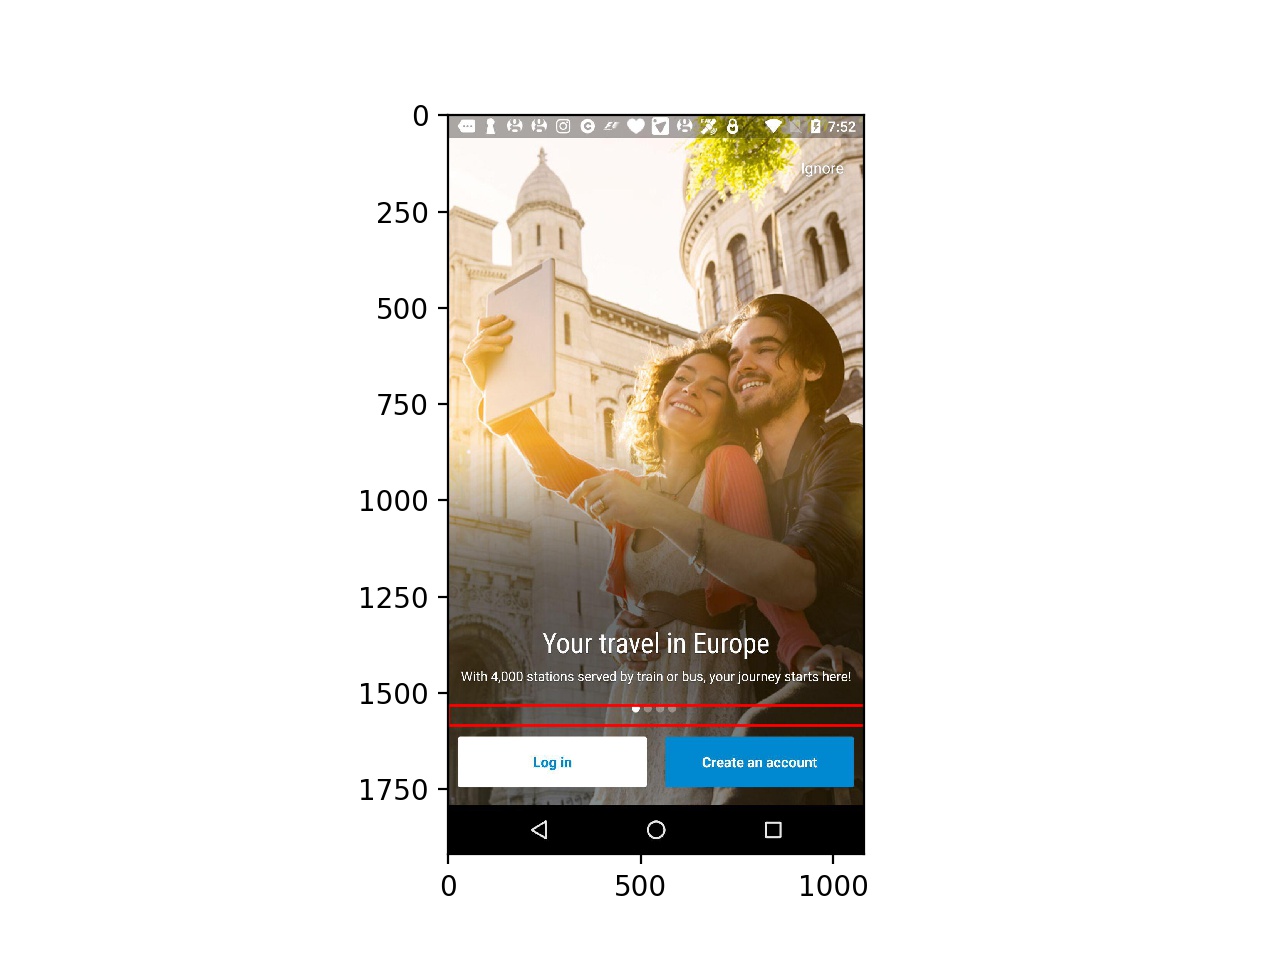 0
250
500
750
1000
1250
1500
1750
7:52
Ignore
Your travel in Europe
With 4,000 stations served by train or bus, your journey starts here!
Log in
Create an account
0
500
1000